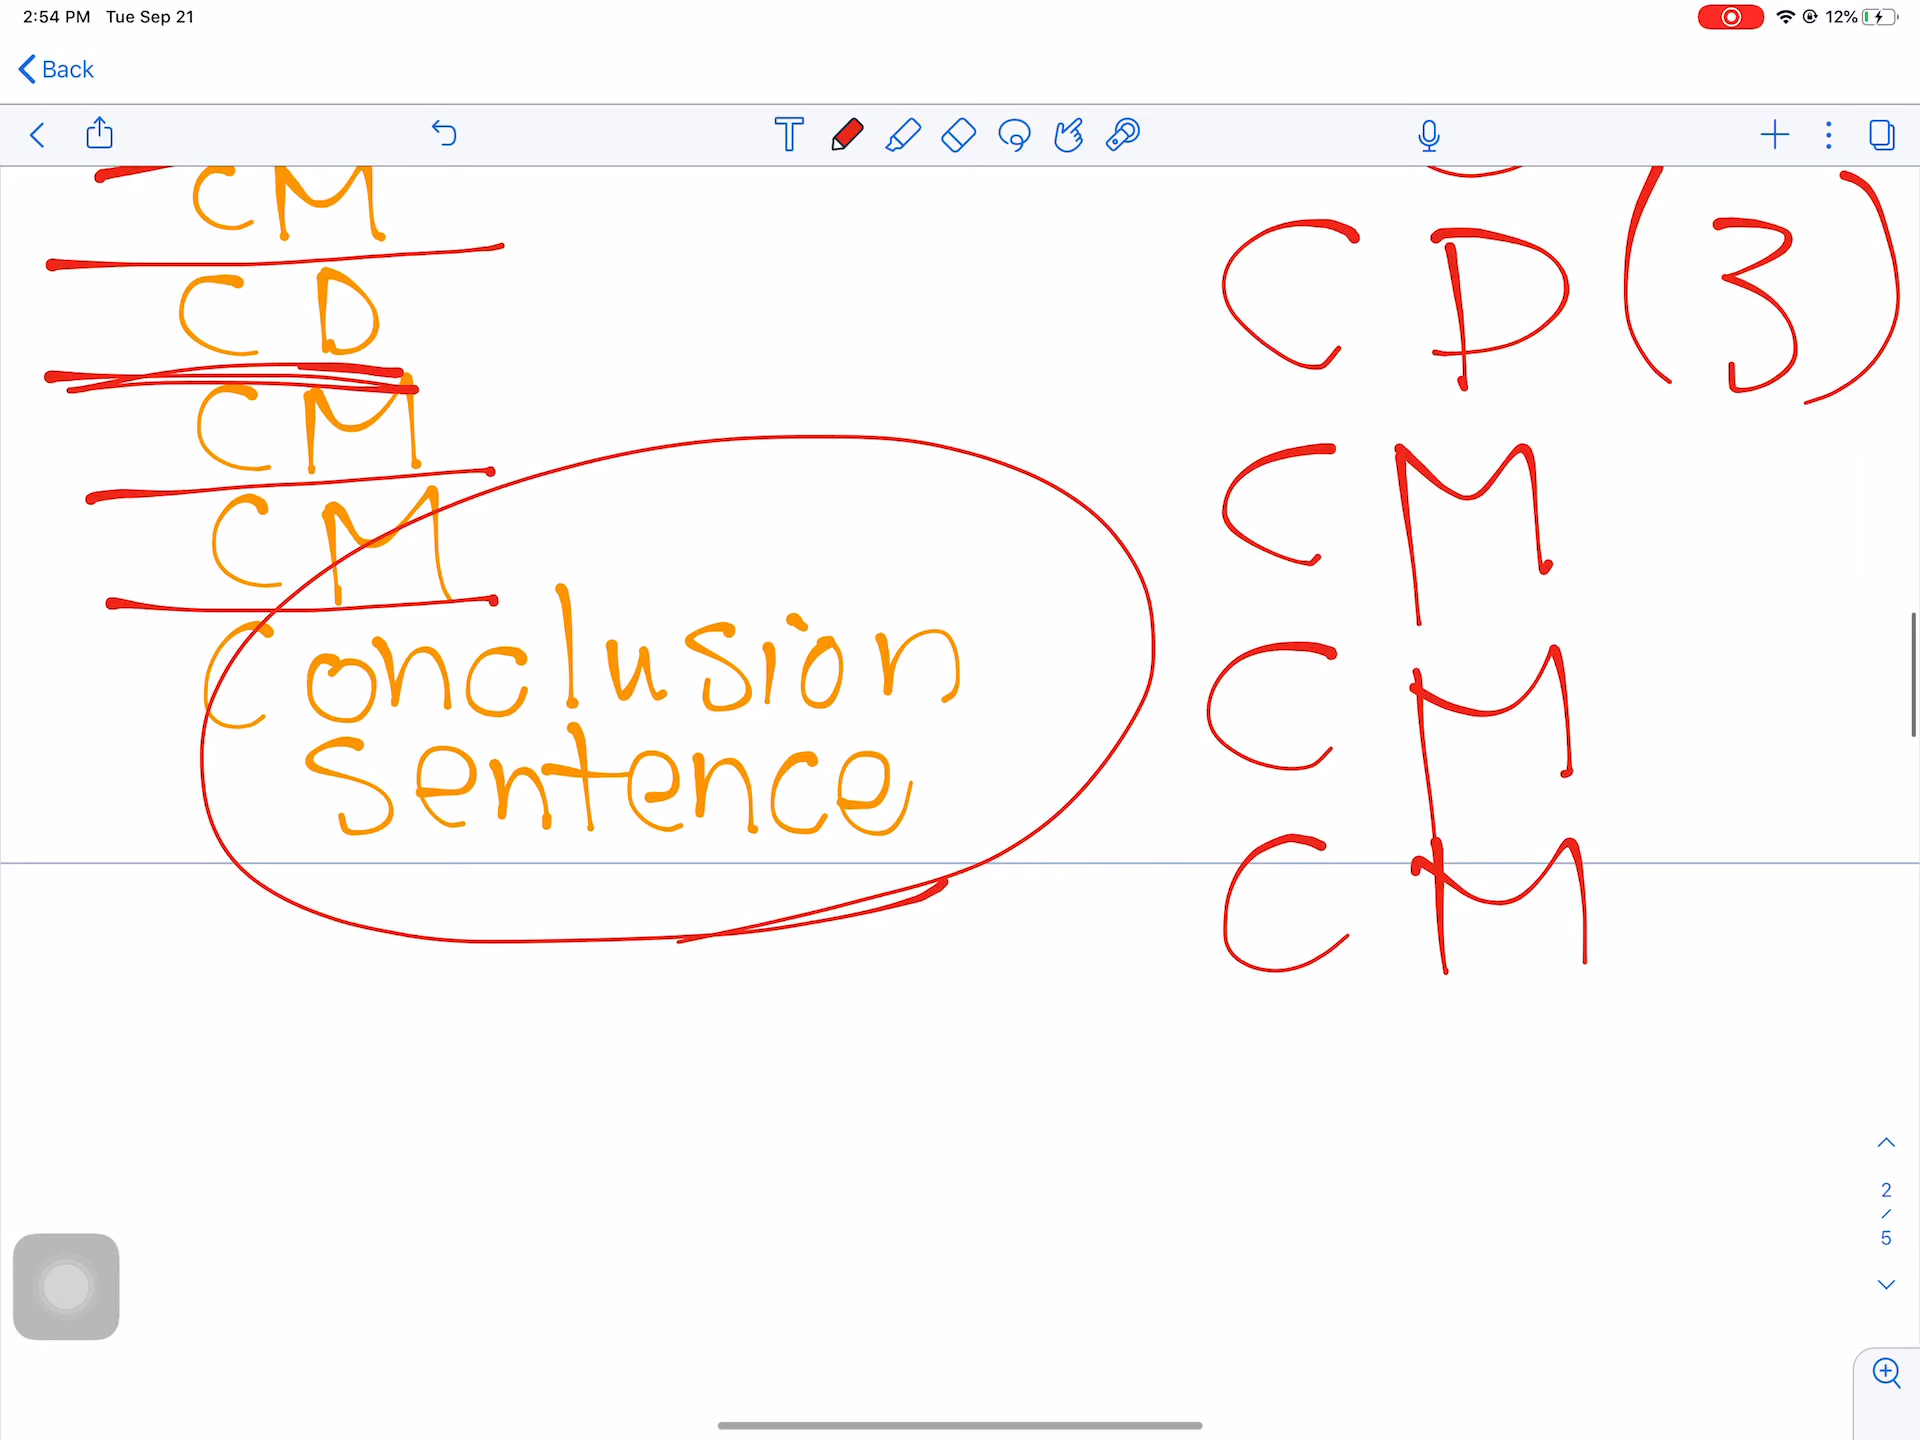 2:54 PM Tue Sep 21
12%
Back
T
CM
CD
CM
CM
Conclusion
Sentence
CD (3)
CM
CM
CM
2
/
5